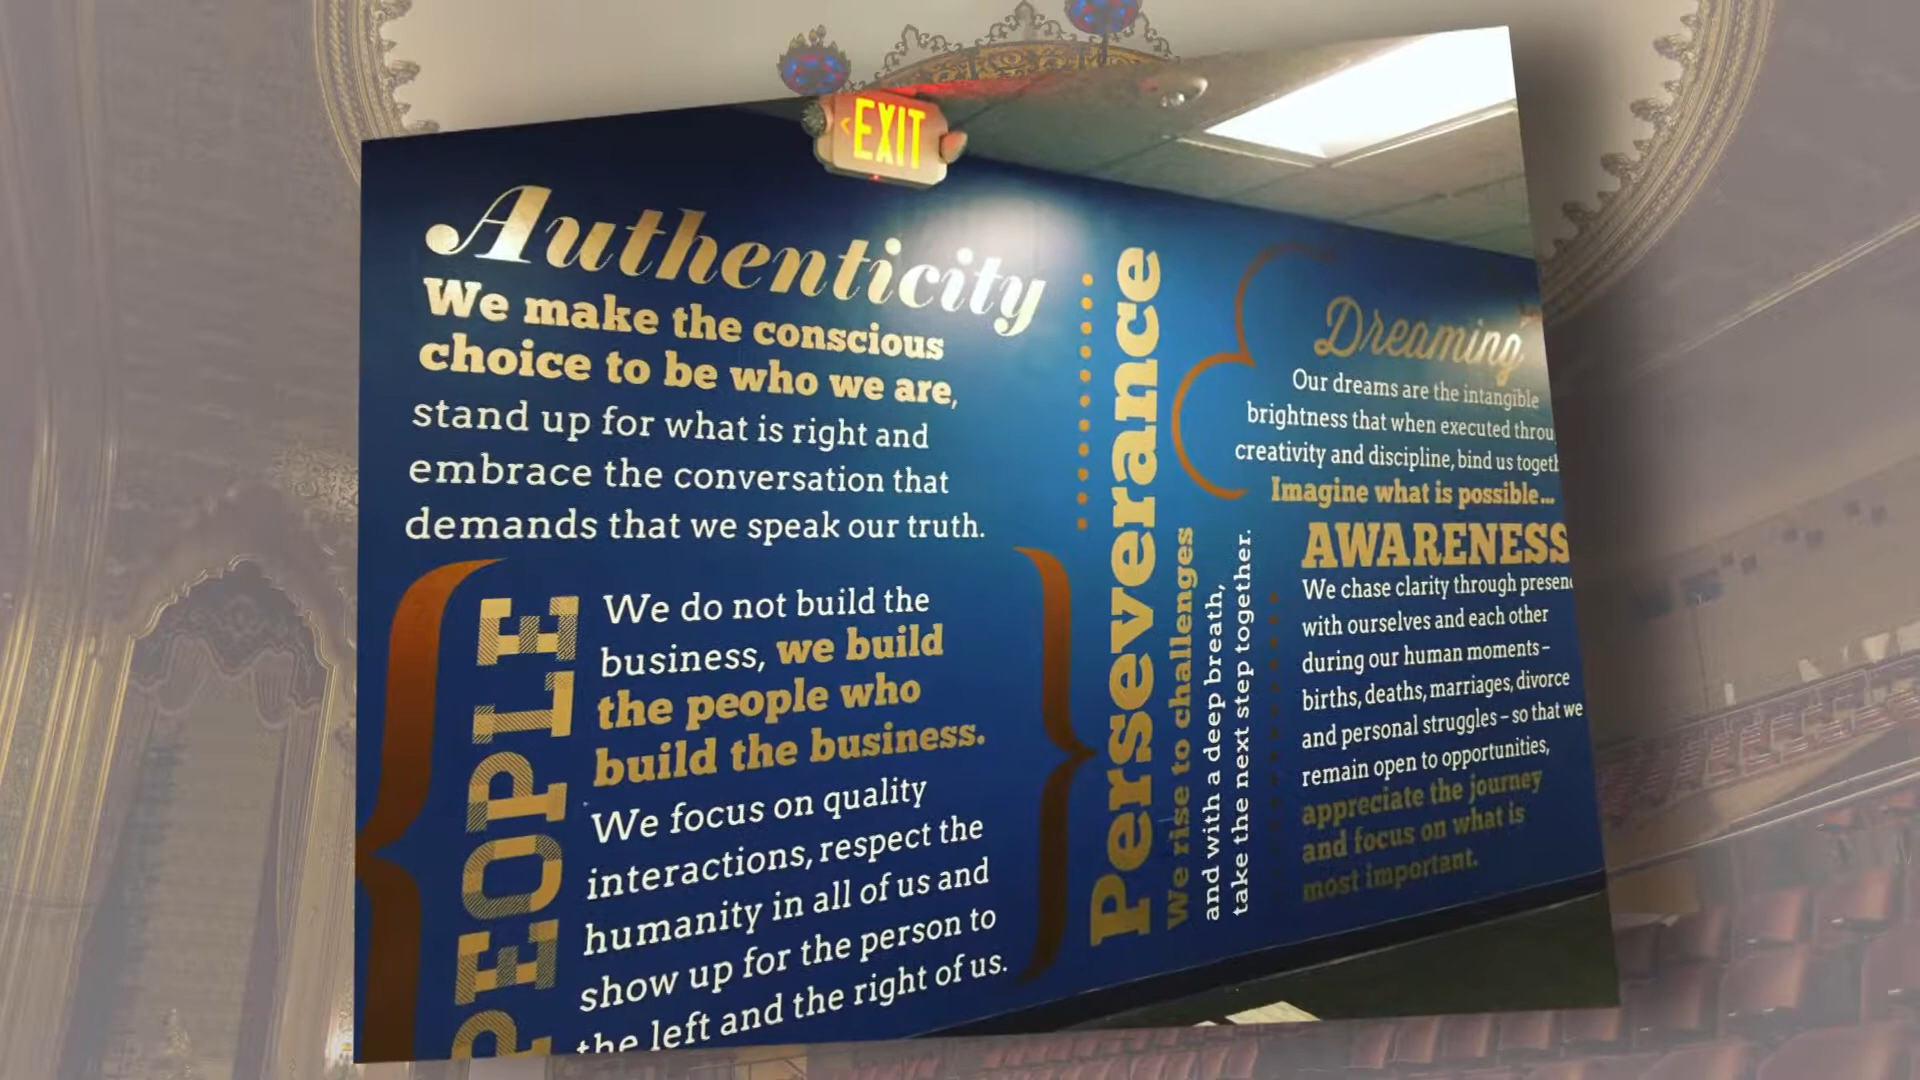 EXIT
Authenticity
We make the conscious
choice to be who we are,
stand up for what is right and
embrace the conversation that
demands that we speak our truth.
PEOPLE
We do not build the
business, we build
the people who
build the business.
We focus on quality
interactions, respect the
humanity in all of us and
show up for the person to
the left and the right of us.
Perseverance
We rise to challenges
and with a deep breath,
take the next step together.
Dreaming
Our dreams are the intangible
brightness that when executed throu
creativity and discipline, bind us togeth
Imagine what is possible...
AWARENESS
We chase clarity through presenc
with ourselves and each other
during our human moments –
births, deaths, marriages, divorce
and personal struggles – so that we
remain open to opportunities,
appreciate the journey
and focus on what is
most important.